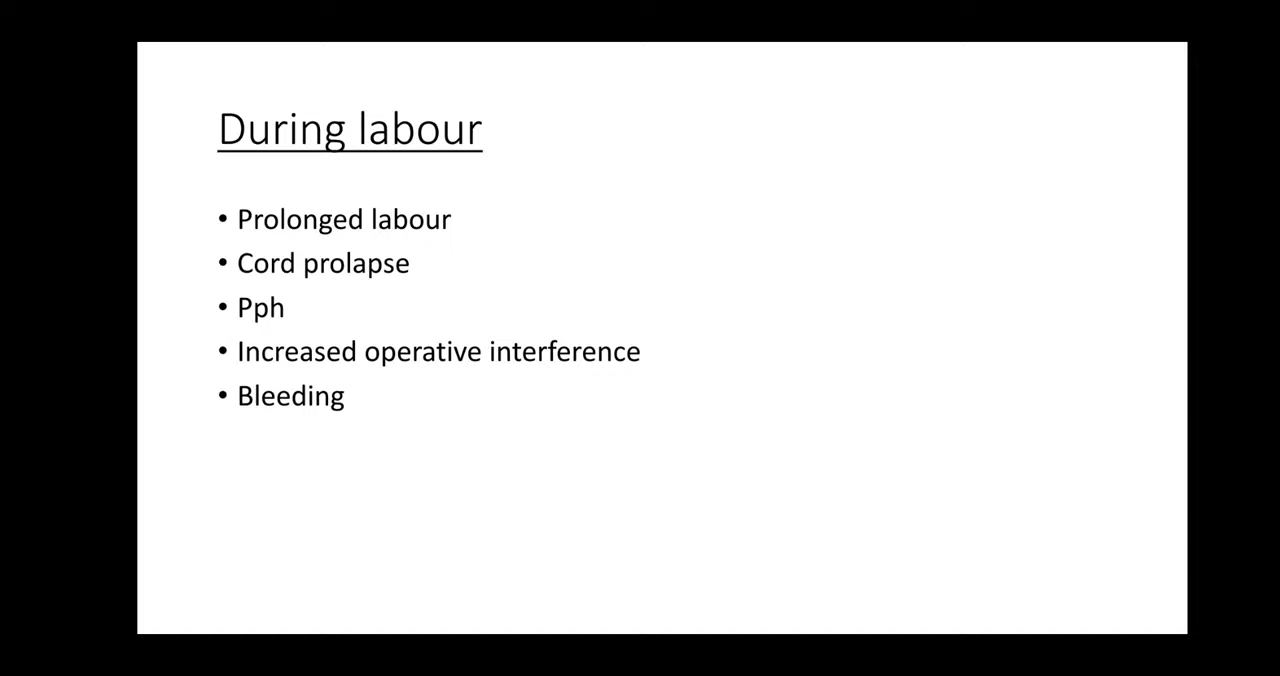 During labour
• Prolonged labour
• Cord prolapse
• Pph
• Increased operative interference
• Bleeding